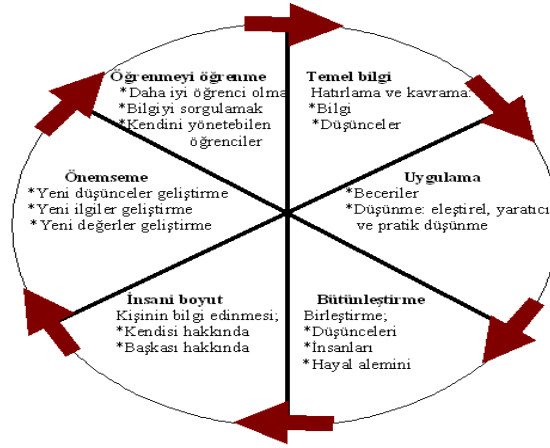 Öğrenmeyi öğrenme
*Daha iyi öğrenci olma
*Bilgiyi sorgulamak
*Kendini yönetebilen
öğrenciler
Temel bilgi
Hatırlama ve kavrama:
*Bilgi
*Düşünceler
Uygulama
*Beceriler
*Düşünme: eleştirel, yaratıcı
ve pratik düşünme
Bütünleştirme
Birleştirme;
*Düşünceleri
*İnsanları
*Hayal alemini
İnsani boyut
Kişinin bilgi edinmesi;
*Kendisi hakkında
*Başkası hakkında
Önemseme
*Yeni düşünceler geliştirme
*Yeni ilgiler geliştirme
*Yeni değerler geliştirme